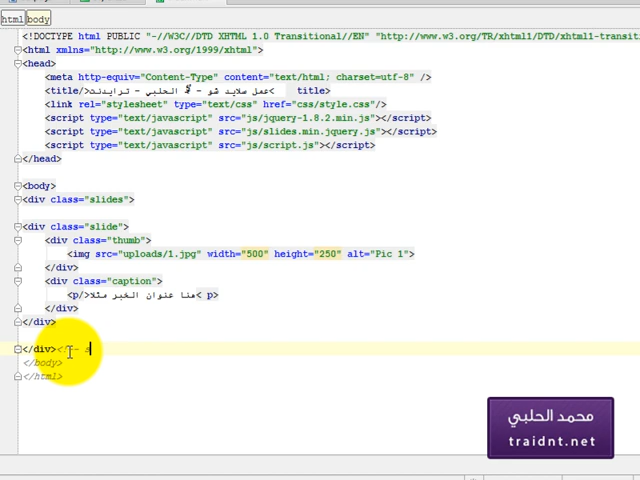 html body
<!DOCTYPE html PUBLIC "-//W3C//DTD XHTML 1.0 Transitional//EN" "http://www.w3.org/TR/xhtml1/DTD/xhtml1-transiti
<html xmlns="http://www.w3.org/1999/xhtml">
<head>
<meta http-equiv="Content-Type" content="text/html; charset=utf-8" />
<title/>عمل سلايد شو - الحلبي - ترايدنت< title>
<link rel="stylesheet" type="text/css" href="css/style.css"/>
<script type="text/javascript" src="js/jquery-1.8.2.min.js"></script>
<script type="text/javascript" src="js/slides.min.jquery.js"></script>
<script type="text/javascript" src="js/script.js"></script>
</head>
<body>
<div class="slides">
<div class="slide">
<div class="thumb">
<img src="uploads/1.jpg" width="500" height="250" alt="Pic 1">
</div>
<div class="caption">
<p/>هنا عنوان الخبر مثلا< p>
</div>
</div>
</div><!-- s
</body>
</html>
محمد الحلبي
traidnt.net